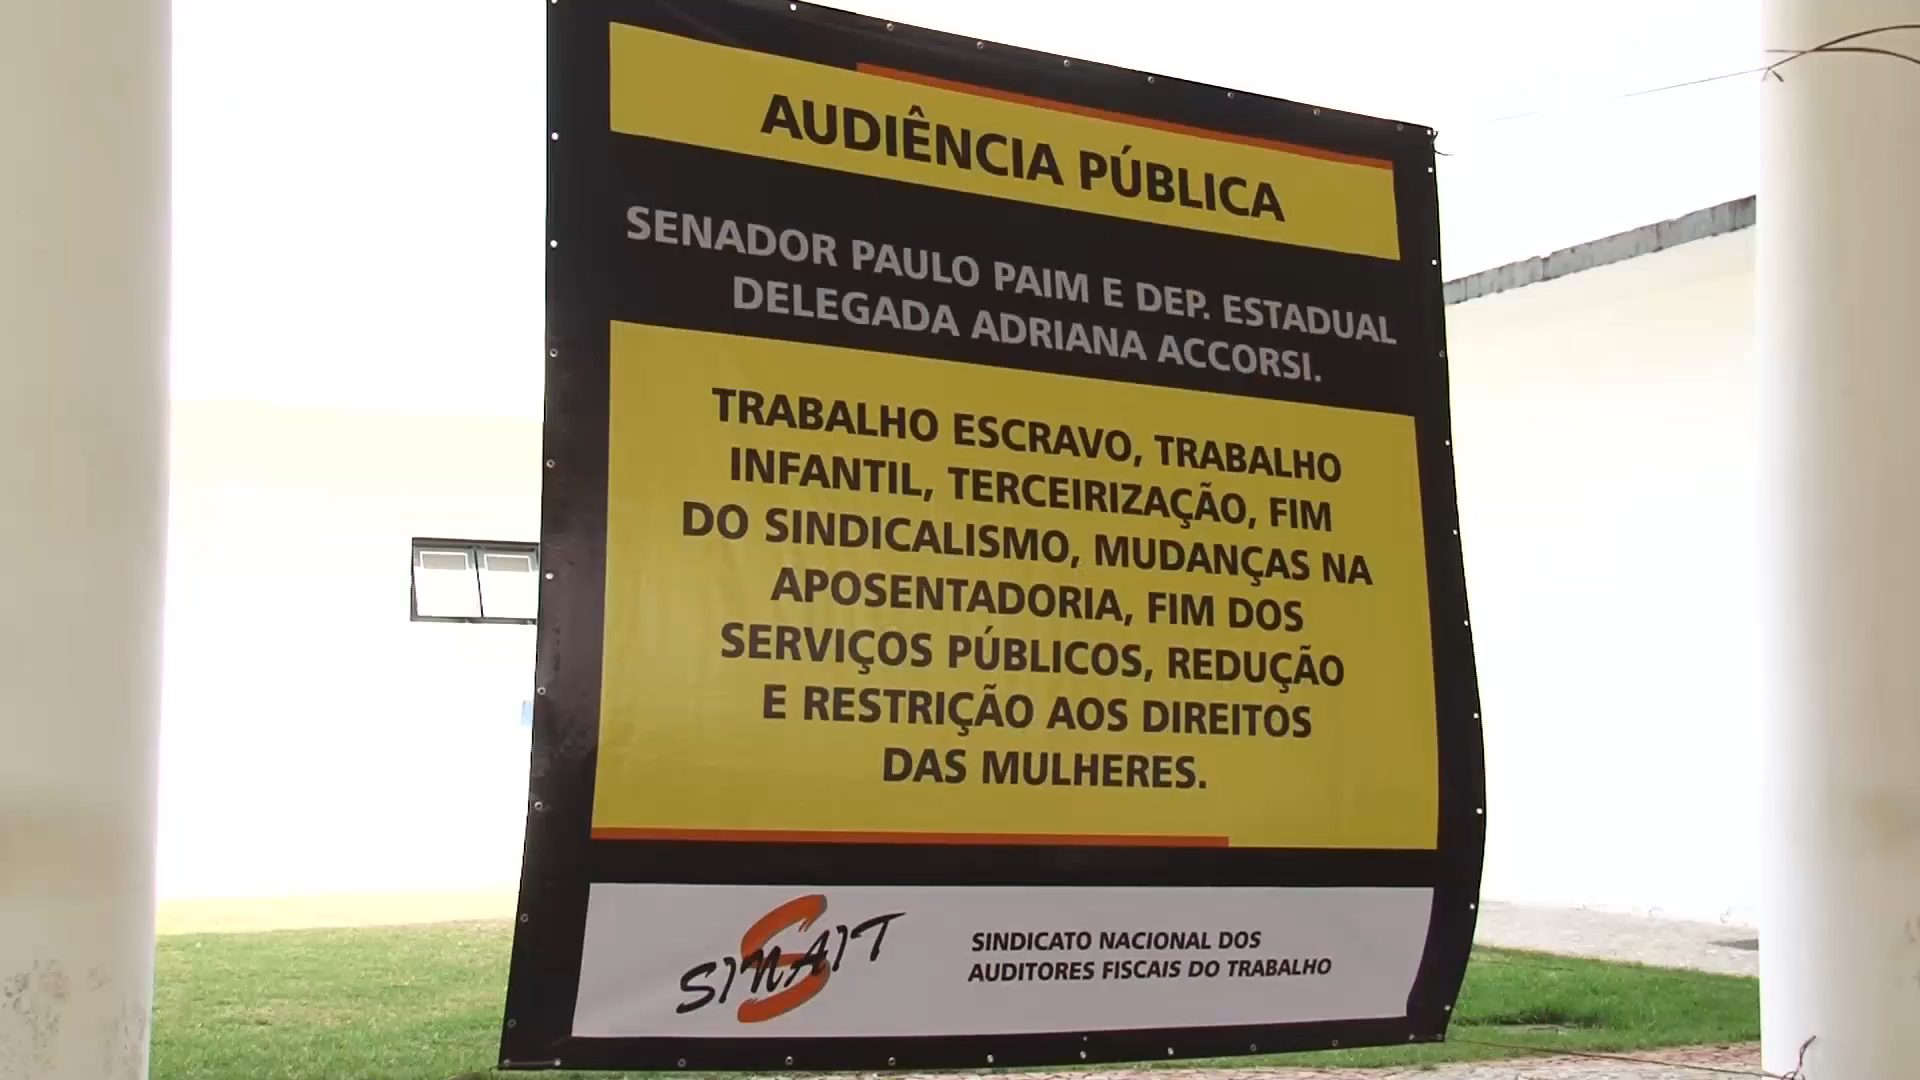 AUDIÊNCIA PÚBLICA
SENADOR PAULO PAIM E DEP. ESTADUAL
DELEGADA ADRIANA ACCORSI.
TRABALHO ESCRAVO, TRABALHO
INFANTIL, TERCEIRIZAÇÃO, FIM
DO SINDICALISMO, MUDANÇAS NA
APOSENTADORIA, FIM DOS
SERVIÇOS PÚBLICOS, REDUÇÃO
E RESTRIÇÃO AOS DIREITOS
DAS MULHERES.
SINAIT
SINDICATO NACIONAL DOS
AUDITORES FISCAIS DO TRABALHO